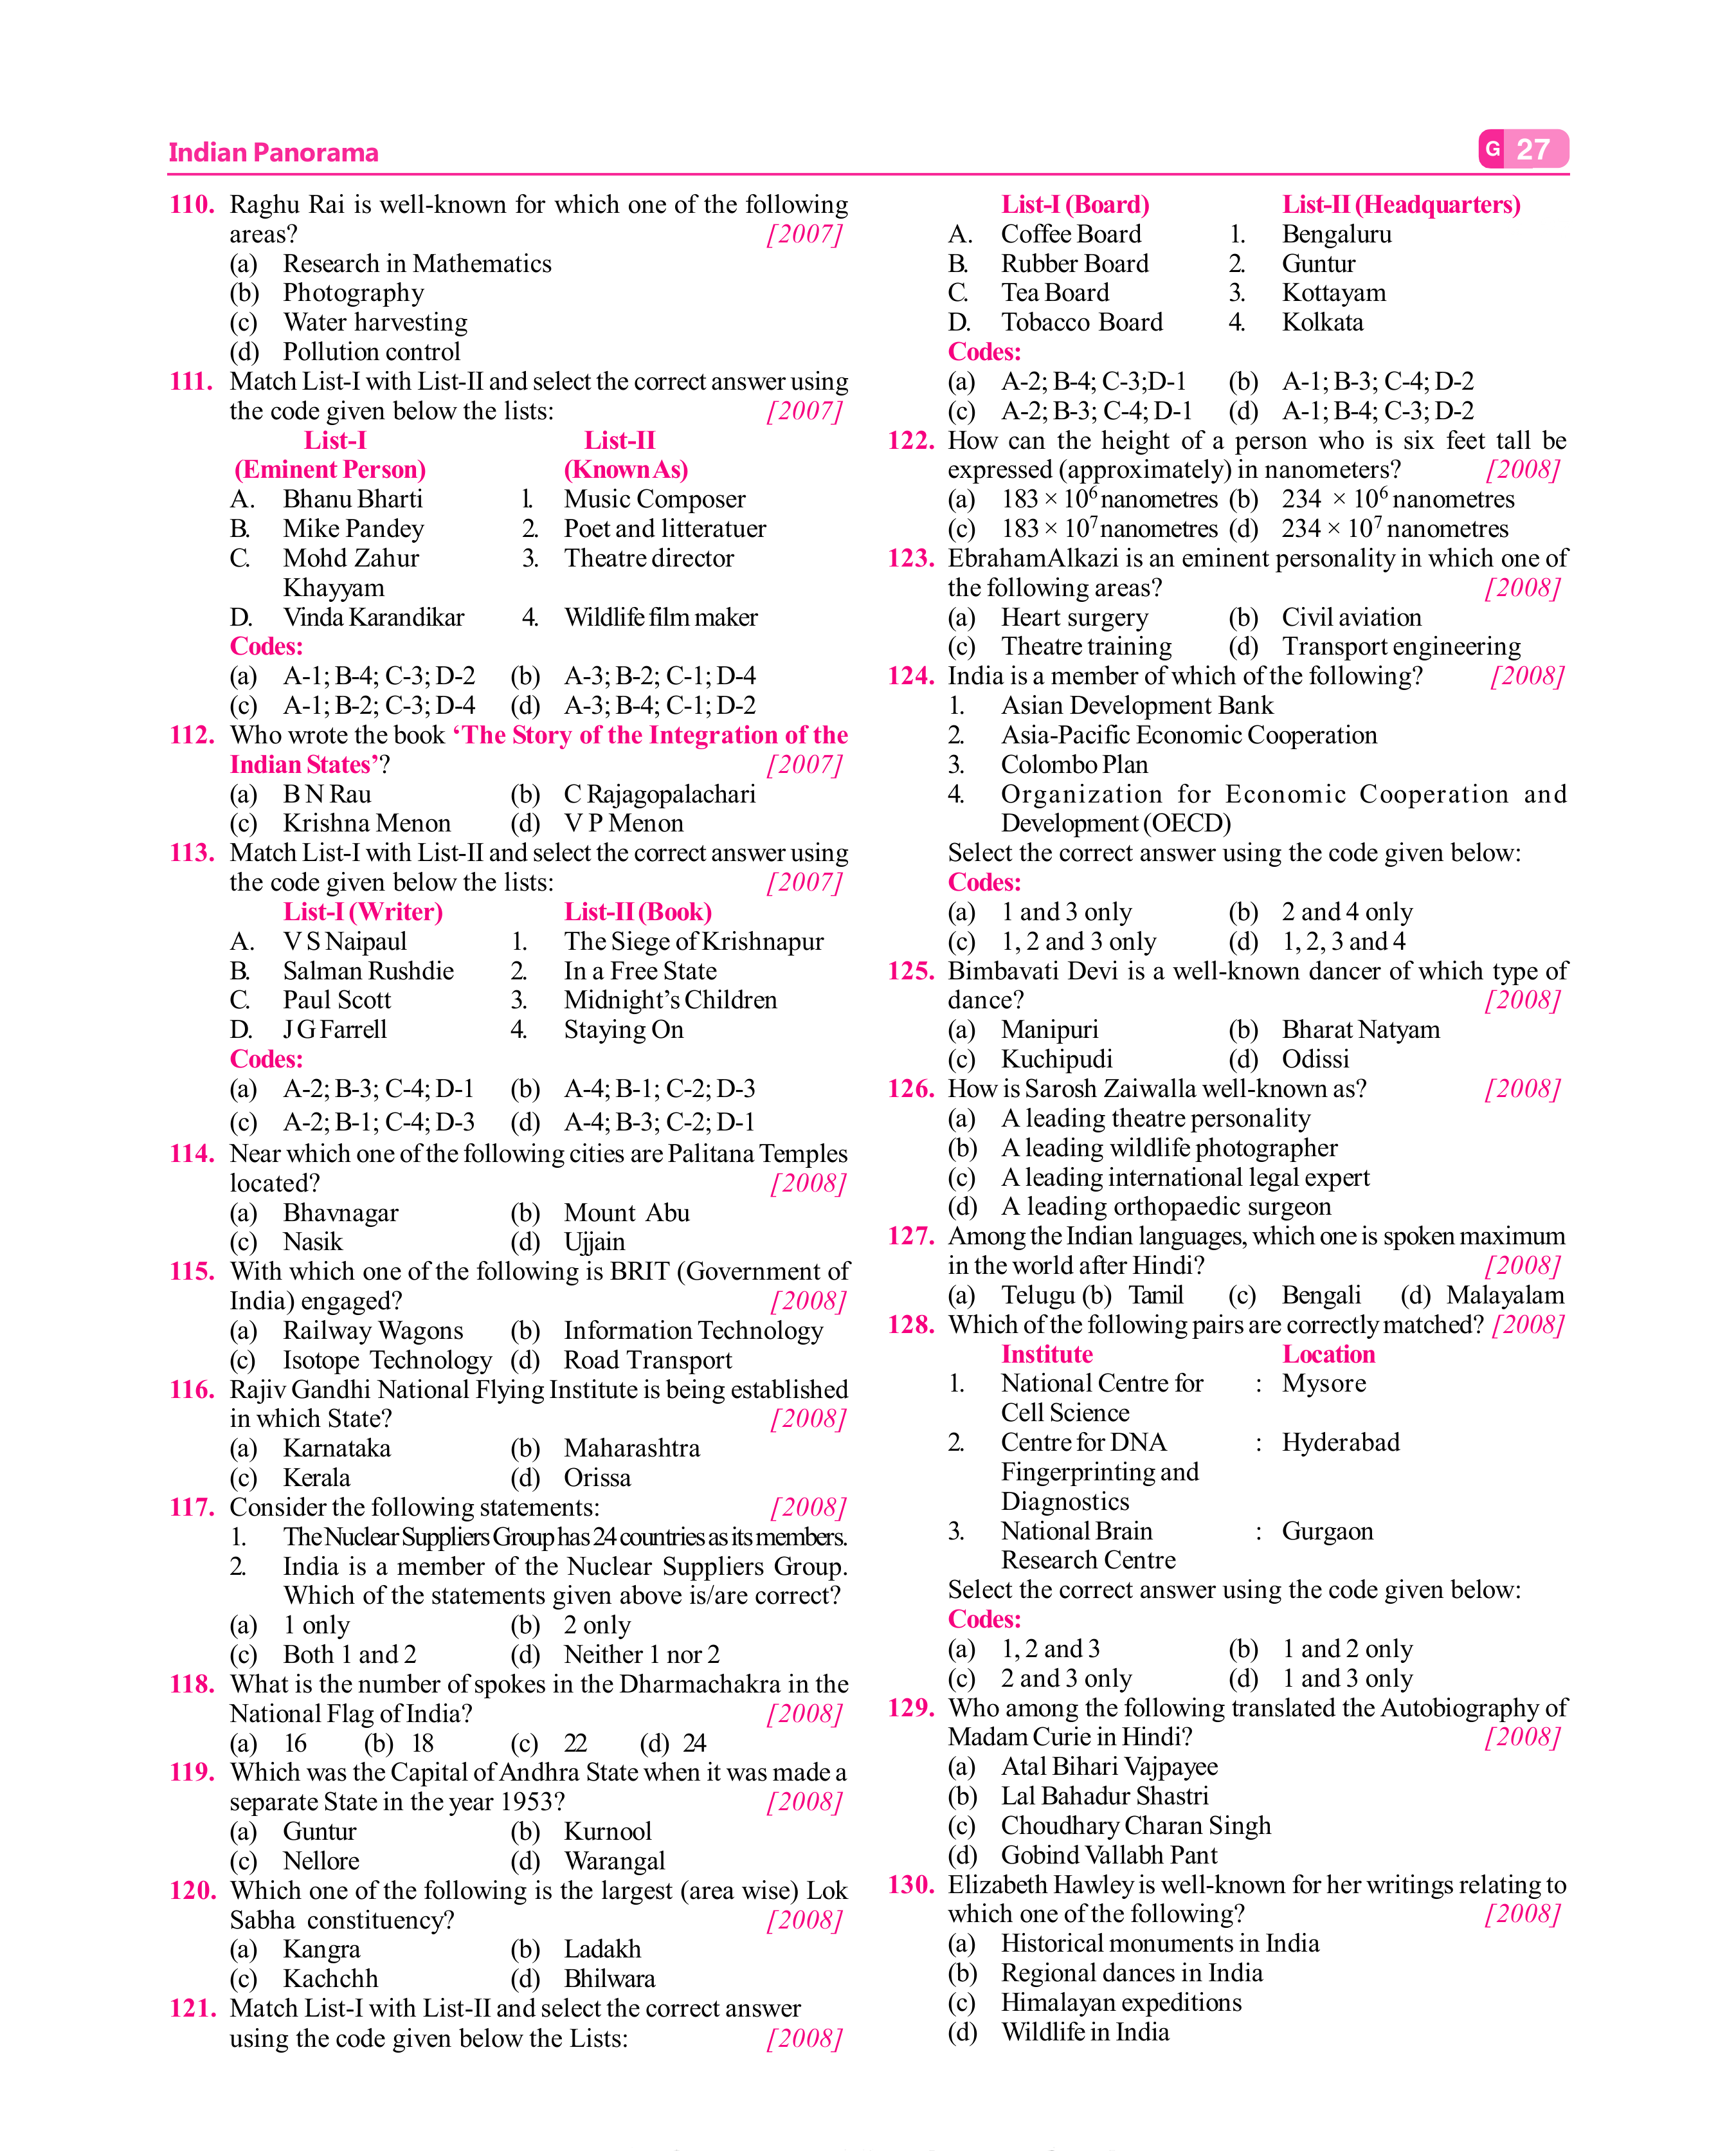 Indian Panorama
G 27
110. Raghu Rai is well-known for which one of the following
areas? [2007]
(a) Research in Mathematics
(b) Photography
(c) Water harvesting
(d) Pollution control
111. Match List-I with List-II and select the correct answer using
the code given below the lists: [2007]
List-I List-II
(Eminent Person) (Known As)
A. Bhanu Bharti 1. Music Composer
B. Mike Pandey 2. Poet and litteratuer
C. Mohd Zahur 3. Theatre director
Khayyam
D. Vinda Karandikar 4. Wildlife film maker
Codes:
(a) A-1; B-4; C-3; D-2 (b) A-3; B-2; C-1; D-4
(c) A-1; B-2; C-3; D-4 (d) A-3; B-4; C-1; D-2
112. Who wrote the book ‘The Story of the Integration of the
Indian States’? [2007]
(a) B N Rau (b) C Rajagopalachari
(c) Krishna Menon (d) V P Menon
113. Match List-I with List-II and select the correct answer using
the code given below the lists: [2007]
List-I (Writer) List-II (Book)
A. V S Naipaul 1. The Siege of Krishnapur
B. Salman Rushdie 2. In a Free State
C. Paul Scott 3. Midnight’s Children
D. J G Farrell 4. Staying On
Codes:
(a) A-2; B-3; C-4; D-1 (b) A-4; B-1; C-2; D-3
(c) A-2; B-1; C-4; D-3 (d) A-4; B-3; C-2; D-1
114. Near which one of the following cities are Palitana Temples
located? [2008]
(a) Bhavnagar (b) Mount Abu
(c) Nasik (d) Ujjain
115. With which one of the following is BRIT (Government of
India) engaged? [2008]
(a) Railway Wagons (b) Information Technology
(c) Isotope Technology (d) Road Transport
116. Rajiv Gandhi National Flying Institute is being established
in which State? [2008]
(a) Karnataka (b) Maharashtra
(c) Kerala (d) Orissa
117. Consider the following statements: [2008]
1. The Nuclear Suppliers Group has 24 countries as its members.
2. India is a member of the Nuclear Suppliers Group.
Which of the statements given above is/are correct?
(a) 1 only (b) 2 only
(c) Both 1 and 2 (d) Neither 1 nor 2
118. What is the number of spokes in the Dharmachakra in the
National Flag of India? [2008]
(a) 16 (b) 18 (c) 22 (d) 24
119. Which was the Capital of Andhra State when it was made a
separate State in the year 1953? [2008]
(a) Guntur (b) Kurnool
(c) Nellore (d) Warangal
120. Which one of the following is the largest (area wise) Lok
Sabha constituency? [2008]
(a) Kangra (b) Ladakh
(c) Kachchh (d) Bhilwara
121. Match List-I with List-II and select the correct answer
using the code given below the Lists: [2008]
List-I (Board) List-II (Headquarters)
A. Coffee Board 1. Bengaluru
B. Rubber Board 2. Guntur
C. Tea Board 3. Kottayam
D. Tobacco Board 4. Kolkata
Codes:
(a) A-2; B-4; C-3;D-1 (b) A-1; B-3; C-4; D-2
(c) A-2; B-3; C-4; D-1 (d) A-1; B-4; C-3; D-2
122. How can the height of a person who is six feet tall be
expressed (approximately) in nanometers? [2008]
(a) 183 × 10⁶ nanometres (b) 234 × 10⁶ nanometres
(c) 183 × 10⁷ nanometres (d) 234 × 10⁷ nanometres
123. Ebraham Alkazi is an eminent personality in which one of
the following areas? [2008]
(a) Heart surgery (b) Civil aviation
(c) Theatre training (d) Transport engineering
124. India is a member of which of the following? [2008]
1. Asian Development Bank
2. Asia-Pacific Economic Cooperation
3. Colombo Plan
4. Organization for Economic Cooperation and
Development (OECD)
Select the correct answer using the code given below:
Codes:
(a) 1 and 3 only (b) 2 and 4 only
(c) 1, 2 and 3 only (d) 1, 2, 3 and 4
125. Bimbavati Devi is a well-known dancer of which type of
dance? [2008]
(a) Manipuri (b) Bharat Natyam
(c) Kuchipudi (d) Odissi
126. How is Sarosh Zaiwalla well-known as? [2008]
(a) A leading theatre personality
(b) A leading wildlife photographer
(c) A leading international legal expert
(d) A leading orthopaedic surgeon
127. Among the Indian languages, which one is spoken maximum
in the world after Hindi? [2008]
(a) Telugu (b) Tamil (c) Bengali (d) Malayalam
128. Which of the following pairs are correctly matched? [2008]
Institute Location
1. National Centre for : Mysore
Cell Science
2. Centre for DNA : Hyderabad
Fingerprinting and
Diagnostics
3. National Brain : Gurgaon
Research Centre
Select the correct answer using the code given below:
Codes:
(a) 1, 2 and 3 (b) 1 and 2 only
(c) 2 and 3 only (d) 1 and 3 only
129. Who among the following translated the Autobiography of
Madam Curie in Hindi? [2008]
(a) Atal Bihari Vajpayee
(b) Lal Bahadur Shastri
(c) Choudhary Charan Singh
(d) Gobind Vallabh Pant
130. Elizabeth Hawley is well-known for her writings relating to
which one of the following? [2008]
(a) Historical monuments in India
(b) Regional dances in India
(c) Himalayan expeditions
(d) Wildlife in India